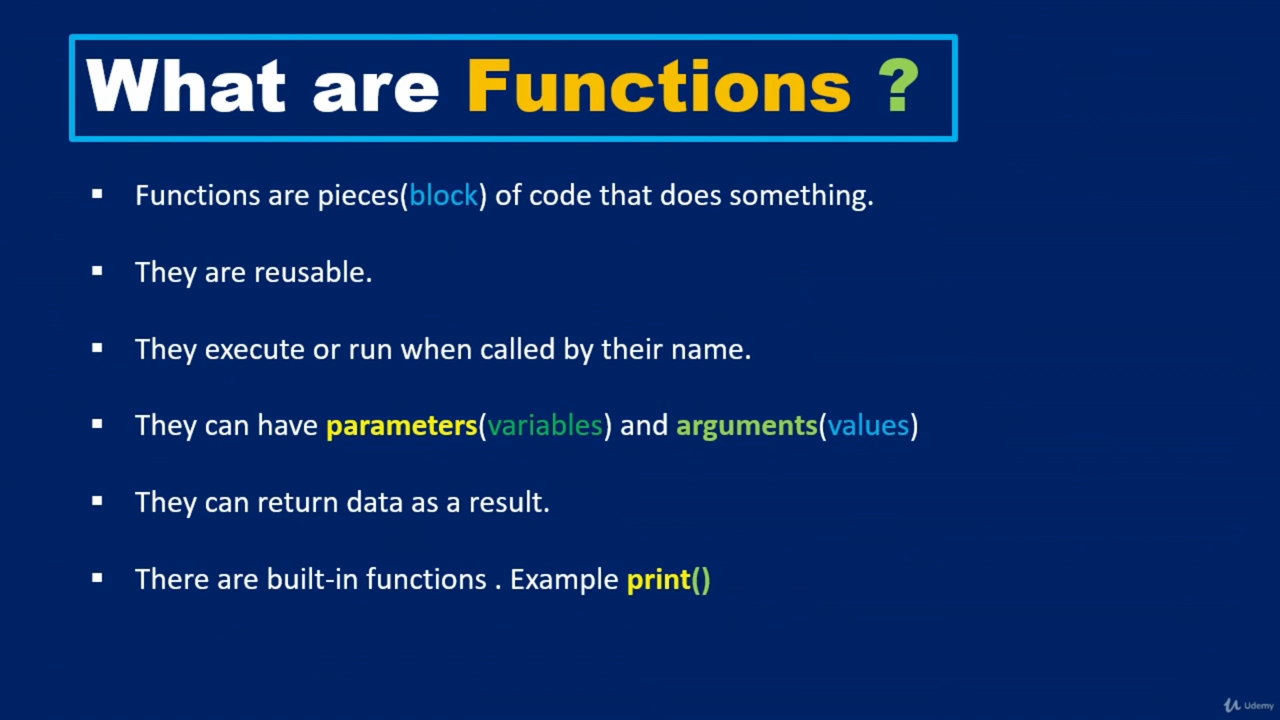 What are Functions ?
▪ Functions are pieces(block) of code that does something.
▪ They are reusable.
▪ They execute or run when called by their name.
▪ They can have parameters(variables) and arguments(values)
▪ They can return data as a result.
▪ There are built-in functions . Example print()
Udemy